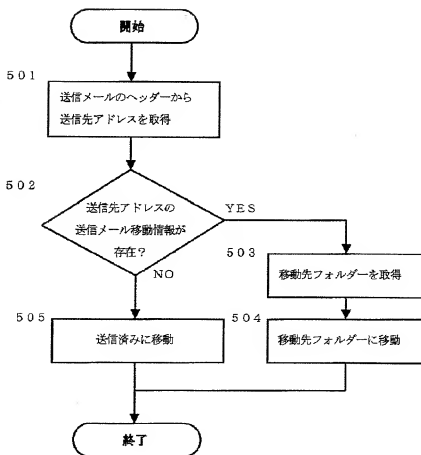 開始
５０１
送信メールのヘッダーから
送信先アドレスを取得
５０２
送信先アドレスの
送信メール移動情報が
存在？
ＹＥＳ
ＮＯ
５０３
移動先フォルダーを取得
５０５
送信済みに移動
５０４
移動先フォルダーに移動
終了